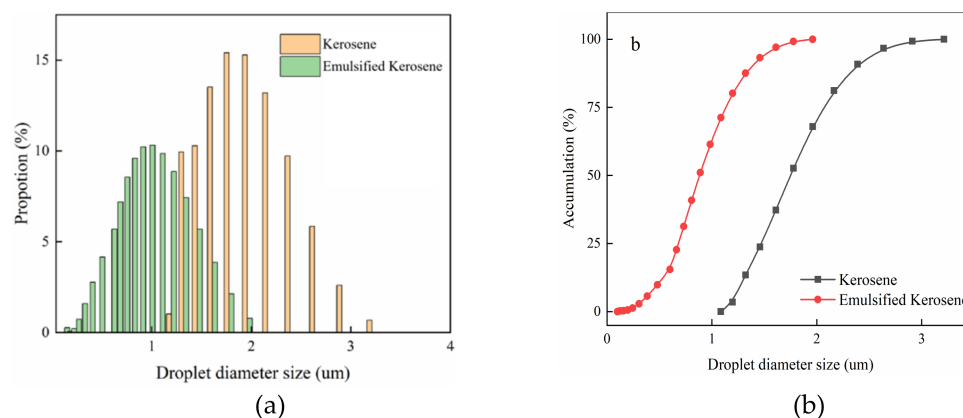 Kerosene
Emulsified Kerosene
15
10
5
0
Propotion (%)
1
2
3
4
Droplet diameter size (um)
(a)
b
100
75
50
25
0
Accumulation (%)
Kerosene
Emulsified Kerosene
0
1
2
3
Droplet diameter size (um)
(b)